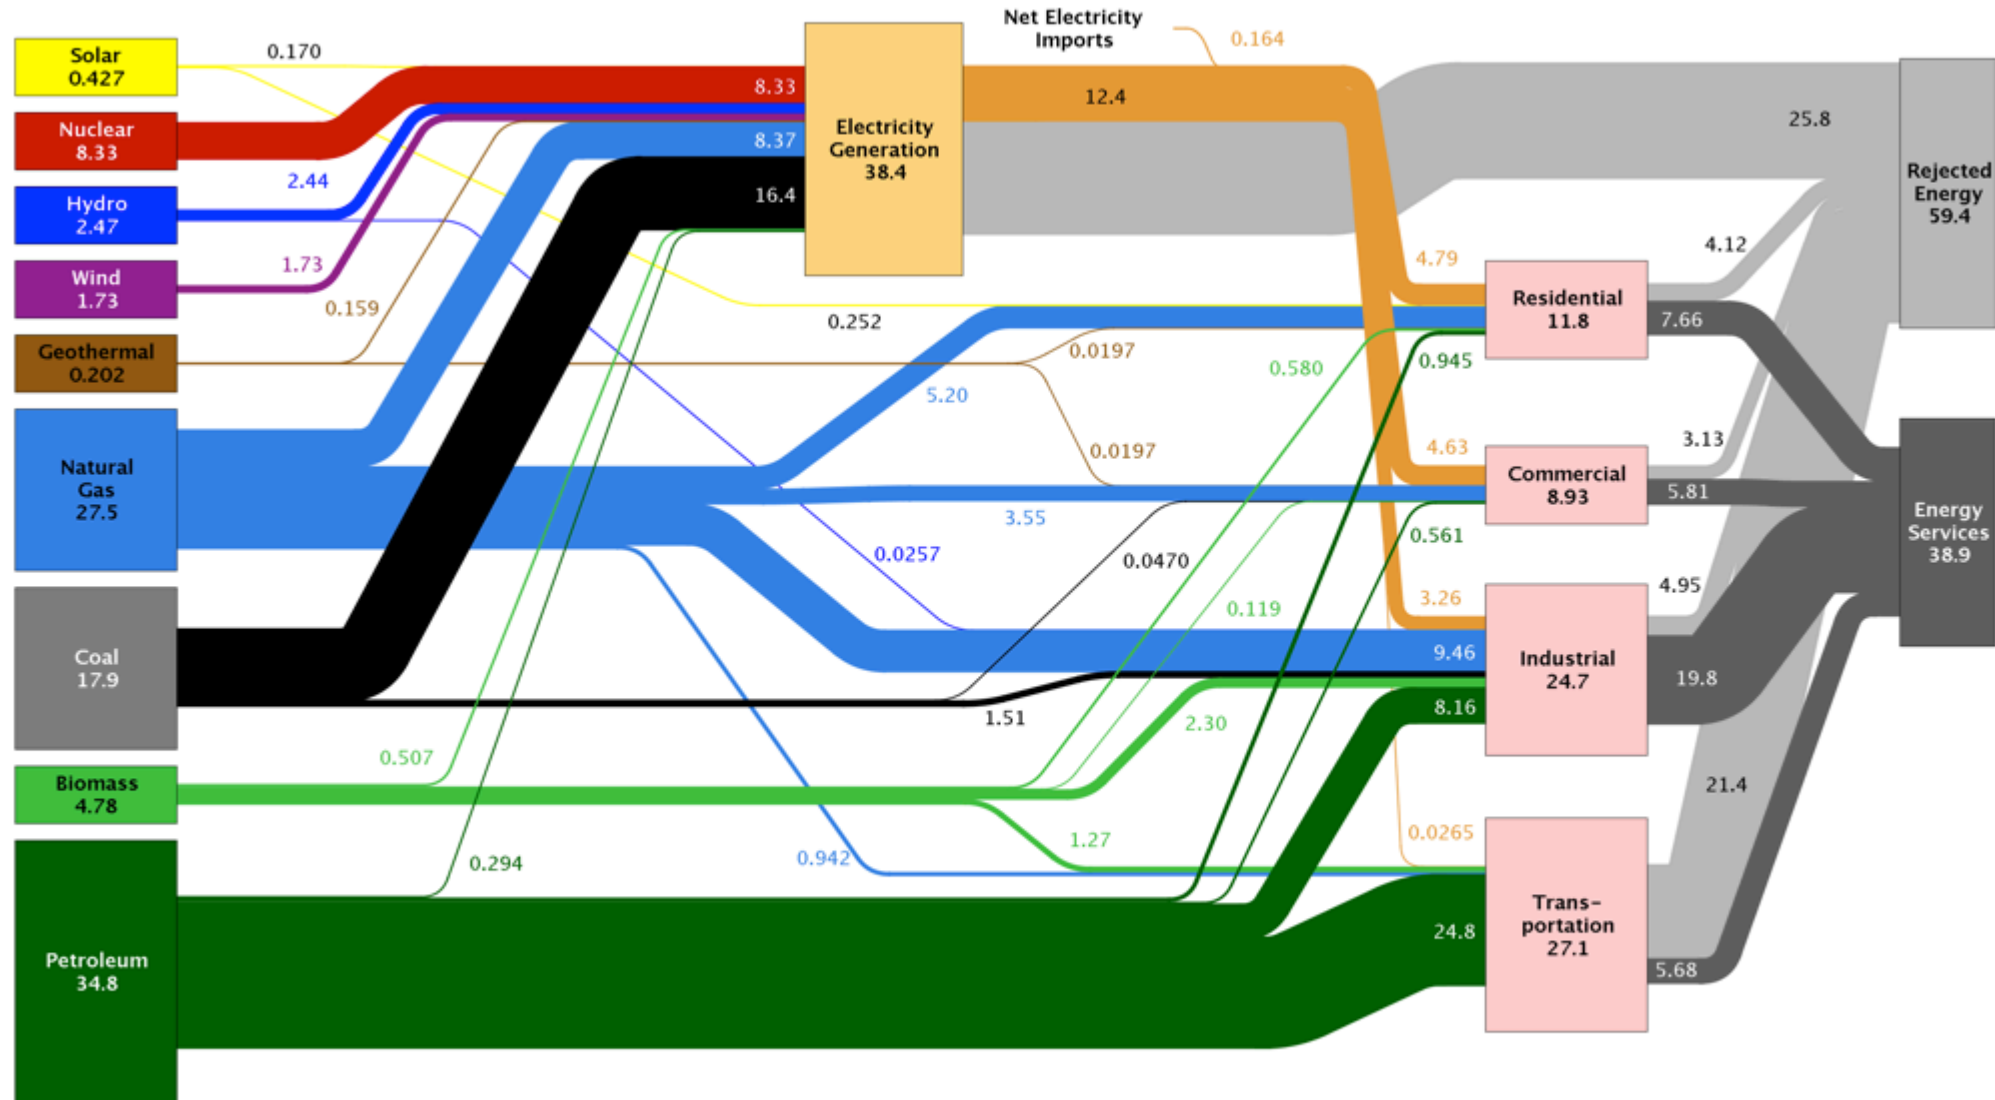 Net Electricity
Imports
0.164
Solar
0.427
0.170
Nuclear
8.33
8.33
12.4
25.8
Electricity
Generation
38.4
8.37
Rejected
Energy
59.4
2.44
16.4
Hydro
2.47
4.12
4.79
1.73
Wind
1.73
Residential
11.8
0.159
0.252
7.66
Geothermal
0.202
0.0197
0.580
0.945
5.20
Natural
Gas
27.5
0.0197
4.63
3.13
Commercial
8.93
5.81
3.55
0.561
Energy
Services
38.9
0.0257
0.0470
4.95
0.119
3.26
Coal
17.9
9.46
Industrial
24.7
19.8
1.51
2.30
8.16
0.507
Biomass
4.78
21.4
0.294
0.942
1.27
0.0265
Petroleum
34.8
24.8
Trans-
portation
27.1
5.68